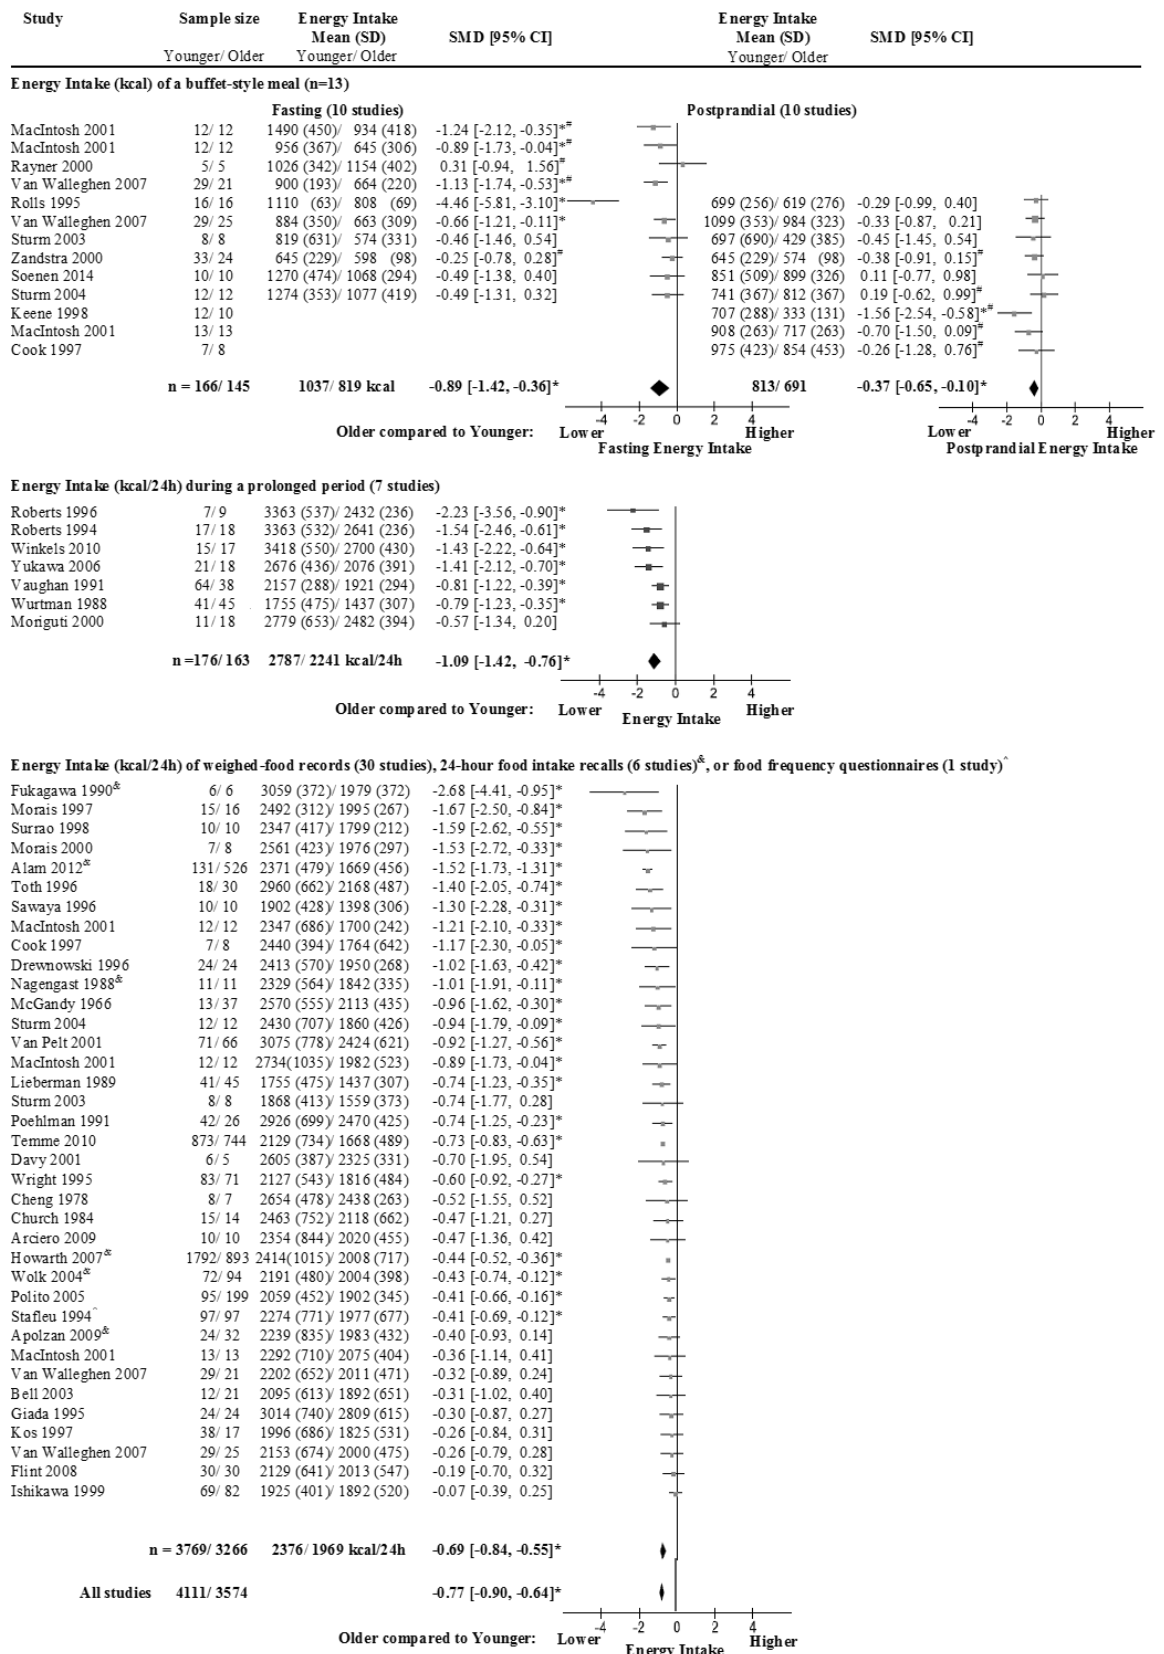 Study Sample size Energy Intake Energy Intake
Mean (SD) SMD [95% CI] Mean (SD) SMD [95% CI]
Younger/ Older Younger/ Older Younger/ Older
Energy Intake (kcal) of a buffet-style meal (n=13)
Fasting (10 studies) Postprandial (10 studies)
MacIntosh 2001 12/ 12 1490 (450)/ 934 (418) -1.24 [-2.12, -0.35]*#
MacIntosh 2001 12/ 12 956 (367)/ 645 (306) -0.89 [-1.73, -0.04]*#
Rayner 2000 5/ 5 1026 (342)/ 1154 (402) 0.31 [-0.94, 1.56]#
Van Walleghen 2007 29/ 21 900 (193)/ 664 (220) -1.13 [-1.74, -0.53]*#
Rolls 1995 16/ 16 1110 (63)/ 808 (69) -4.46 [-5.81, -3.10]* 699 (256)/ 619 (276) -0.29 [-0.99, 0.40]
Van Walleghen 2007 29/ 25 884 (350)/ 663 (309) -0.66 [-1.21, -0.11]* 1099 (353)/ 984 (323) -0.33 [-0.87, 0.21]
Sturm 2003 8/ 8 819 (631)/ 574 (331) -0.46 [-1.46, 0.54] 697 (690)/ 429 (385) -0.45 [-1.45, 0.54]
Zandstra 2000 33/ 24 645 (229)/ 598 (98) -0.25 [-0.78, 0.28]# 645 (229)/ 574 (98) -0.38 [-0.91, 0.15]#
Soenen 2014 10/ 10 1270 (474)/ 1068 (294) -0.49 [-1.38, 0.40] 851 (509)/ 899 (326) 0.11 [-0.77, 0.98]
Sturm 2004 12/ 12 1274 (353)/ 1077 (419) -0.49 [-1.31, 0.32] 741 (367)/ 812 (367) 0.19 [-0.62, 0.99]#
Keene 1998 12/ 10 707 (288)/ 333 (131) -1.56 [-2.54, -0.58]*#
MacIntosh 2001 13/ 13 908 (263)/ 717 (263) -0.70 [-1.50, 0.09]#
Cook 1997 7/ 8 975 (423)/ 854 (453) -0.26 [-1.28, 0.76]#
n = 166/ 145 1037/ 819 kcal -0.89 [-1.42, -0.36]* 813/ 691 -0.37 [-0.65, -0.10]*
-4 -2 0 2 4 -4 -2 0 2 4
Older compared to Younger: Lower Higher Lower Higher
Fasting Energy Intake Postprandial Energy Intake
Energy Intake (kcal/24h) during a prolonged period (7 studies)
Roberts 1996 7/ 9 3363 (537)/ 2432 (236) -2.23 [-3.56, -0.90]*
Roberts 1994 17/ 18 3363 (532)/ 2641 (236) -1.54 [-2.46, -0.61]*
Winkels 2010 15/ 17 3418 (550)/ 2700 (430) -1.43 [-2.22, -0.64]*
Yukawa 2006 21/ 18 2676 (436)/ 2076 (391) -1.41 [-2.12, -0.70]*
Vaughan 1991 64/ 38 2157 (288)/ 1921 (294) -0.81 [-1.22, -0.39]*
Wurtman 1988 41/ 45 1755 (475)/ 1437 (307) -0.79 [-1.23, -0.35]*
Moriguti 2000 11/ 18 2779 (653)/ 2482 (394) -0.57 [-1.34, 0.20]
n =176/ 163 2787/ 2241 kcal/24h -1.09 [-1.42, -0.76]*
-4 -2 0 2 4
Older compared to Younger: Lower Higher
Energy Intake
Energy Intake (kcal/24h) of weighed-food records (30 studies), 24-hour food intake recalls (6 studies)&, or food frequency questionnaires (1 study)^
Fukagawa 1990& 6/ 6 3059 (372)/ 1979 (372) -2.68 [-4.41, -0.95]*
Morais 1997 15/ 16 2492 (312)/ 1995 (267) -1.67 [-2.50, -0.84]*
Surrao 1998 10/ 10 2347 (417)/ 1799 (212) -1.59 [-2.62, -0.55]*
Morais 2000 7/ 8 2561 (423)/ 1976 (297) -1.53 [-2.72, -0.33]*
Alam 2012& 131/ 526 2371 (479)/ 1669 (456) -1.52 [-1.73, -1.31]*
Toth 1996 18/ 30 2960 (662)/ 2168 (487) -1.40 [-2.05, -0.74]*
Sawaya 1996 10/ 10 1902 (428)/ 1398 (306) -1.30 [-2.28, -0.31]*
MacIntosh 2001 12/ 12 2347 (686)/ 1700 (242) -1.21 [-2.10, -0.33]*
Cook 1997 7/ 8 2440 (394)/ 1764 (642) -1.17 [-2.30, -0.05]*
Drewnowski 1996 24/ 24 2413 (570)/ 1950 (268) -1.02 [-1.63, -0.42]*
Nagengast 1988& 11/ 11 2329 (564)/ 1842 (335) -1.01 [-1.91, -0.11]*
McGandy 1966 13/ 37 2570 (555)/ 2113 (435) -0.96 [-1.62, -0.30]*
Sturm 2004 12/ 12 2430 (707)/ 1860 (426) -0.94 [-1.79, -0.09]*
Van Pelt 2001 71/ 66 3075 (778)/ 2424 (621) -0.92 [-1.27, -0.56]*
MacIntosh 2001 12/ 12 2734(1035)/ 1982 (523) -0.89 [-1.73, -0.04]*
Lieberman 1989 41/ 45 1755 (475)/ 1437 (307) -0.74 [-1.23, -0.35]*
Sturm 2003 8/ 8 1868 (413)/ 1559 (373) -0.74 [-1.77, 0.28]
Poehlman 1991 42/ 26 2926 (699)/ 2470 (425) -0.74 [-1.25, -0.23]*
Temme 2010 873/ 744 2129 (734)/ 1668 (489) -0.73 [-0.83, -0.63]*
Davy 2001 6/ 5 2605 (387)/ 2325 (331) -0.70 [-1.95, 0.54]
Wright 1995 83/ 71 2127 (543)/ 1816 (484) -0.60 [-0.92, -0.27]*
Cheng 1978 8/ 7 2654 (478)/ 2438 (263) -0.52 [-1.55, 0.52]
Church 1984 15/ 14 2463 (752)/ 2118 (662) -0.47 [-1.21, 0.27]
Arciero 2009 10/ 10 2354 (844)/ 2020 (455) -0.47 [-1.36, 0.42]
Howarth 2007& 1792/ 893 2414(1015)/ 2008 (717) -0.44 [-0.52, -0.36]*
Wolk 2004& 72/ 94 2191 (480)/ 2004 (398) -0.43 [-0.74, -0.12]*
Polito 2005 95/ 199 2059 (452)/ 1902 (345) -0.41 [-0.66, -0.16]*
Stafleu 1994^ 97/ 97 2274 (771)/ 1977 (677) -0.41 [-0.69, -0.12]*
Apolzan 2009& 24/ 32 2239 (835)/ 1983 (432) -0.40 [-0.93, 0.14]
MacIntosh 2001 13/ 13 2292 (710)/ 2075 (404) -0.36 [-1.14, 0.41]
Van Walleghen 2007 29/ 21 2202 (652)/ 2011 (471) -0.32 [-0.89, 0.24]
Bell 2003 12/ 21 2095 (613)/ 1892 (651) -0.31 [-1.02, 0.40]
Giada 1995 24/ 24 3014 (740)/ 2809 (615) -0.30 [-0.87, 0.27]
Kos 1997 38/ 17 1996 (686)/ 1825 (531) -0.26 [-0.84, 0.31]
Van Walleghen 2007 29/ 25 2153 (674)/ 2000 (475) -0.26 [-0.79, 0.28]
Flint 2008 30/ 30 2129 (641)/ 2013 (547) -0.19 [-0.70, 0.32]
Ishikawa 1999 69/ 82 1925 (401)/ 1892 (520) -0.07 [-0.39, 0.25]
n = 3769/ 3266 2376/ 1969 kcal/24h -0.69 [-0.84, -0.55]*
All studies 4111/ 3574 -0.77 [-0.90, -0.64]*
-4 -2 0 2 4
Older compared to Younger: Lower Higher
Energy Intake